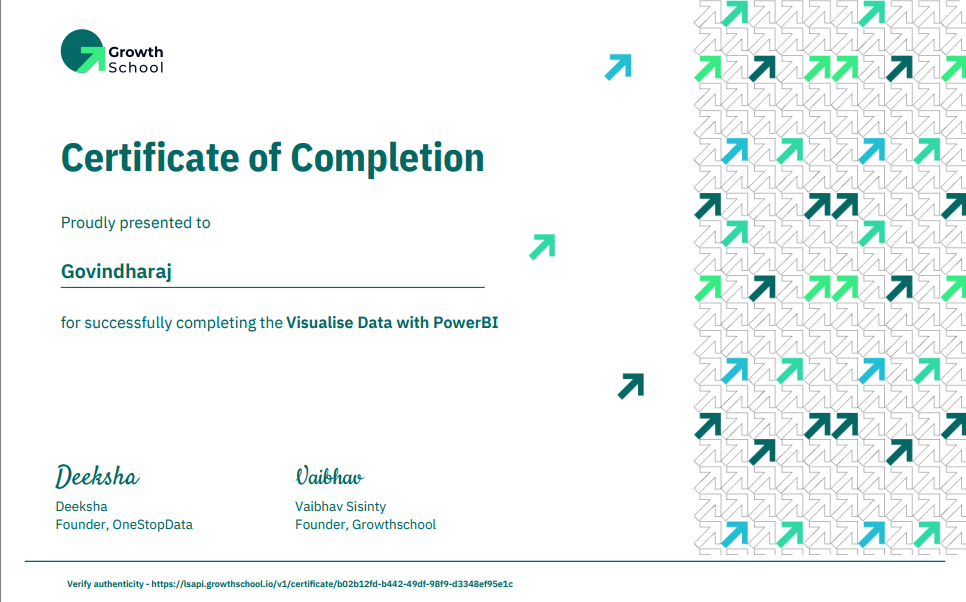 Growth
School
Certificate of Completion
Proudly presented to
Govindharaj
for successfully completing the Visualise Data with PowerBI
Deeksha
Vaibhav
Deeksha
Vaibhav Sisinty
Founder, OneStopData
Founder, Growthschool
Verify authenticity - https://lsapi.growthschool.io/v1/certificate/b02b12fd-b442-49df-98f9-d3348ef95e1c